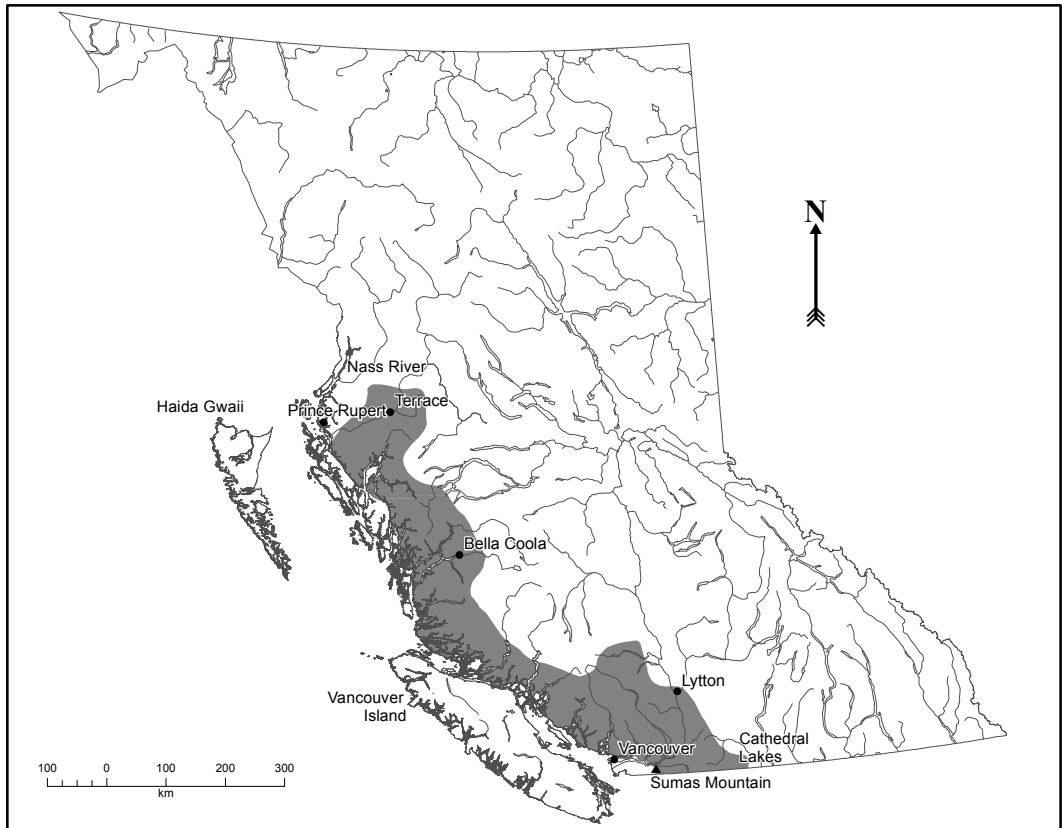 N
Nass River
Haida Gwaii
Prince Rupert
Terrace
Bella Coola
Lytton
Vancouver
Island
Vancouver
Cathedral
Lakes
Sumas Mountain
100 0 100 200 300
km